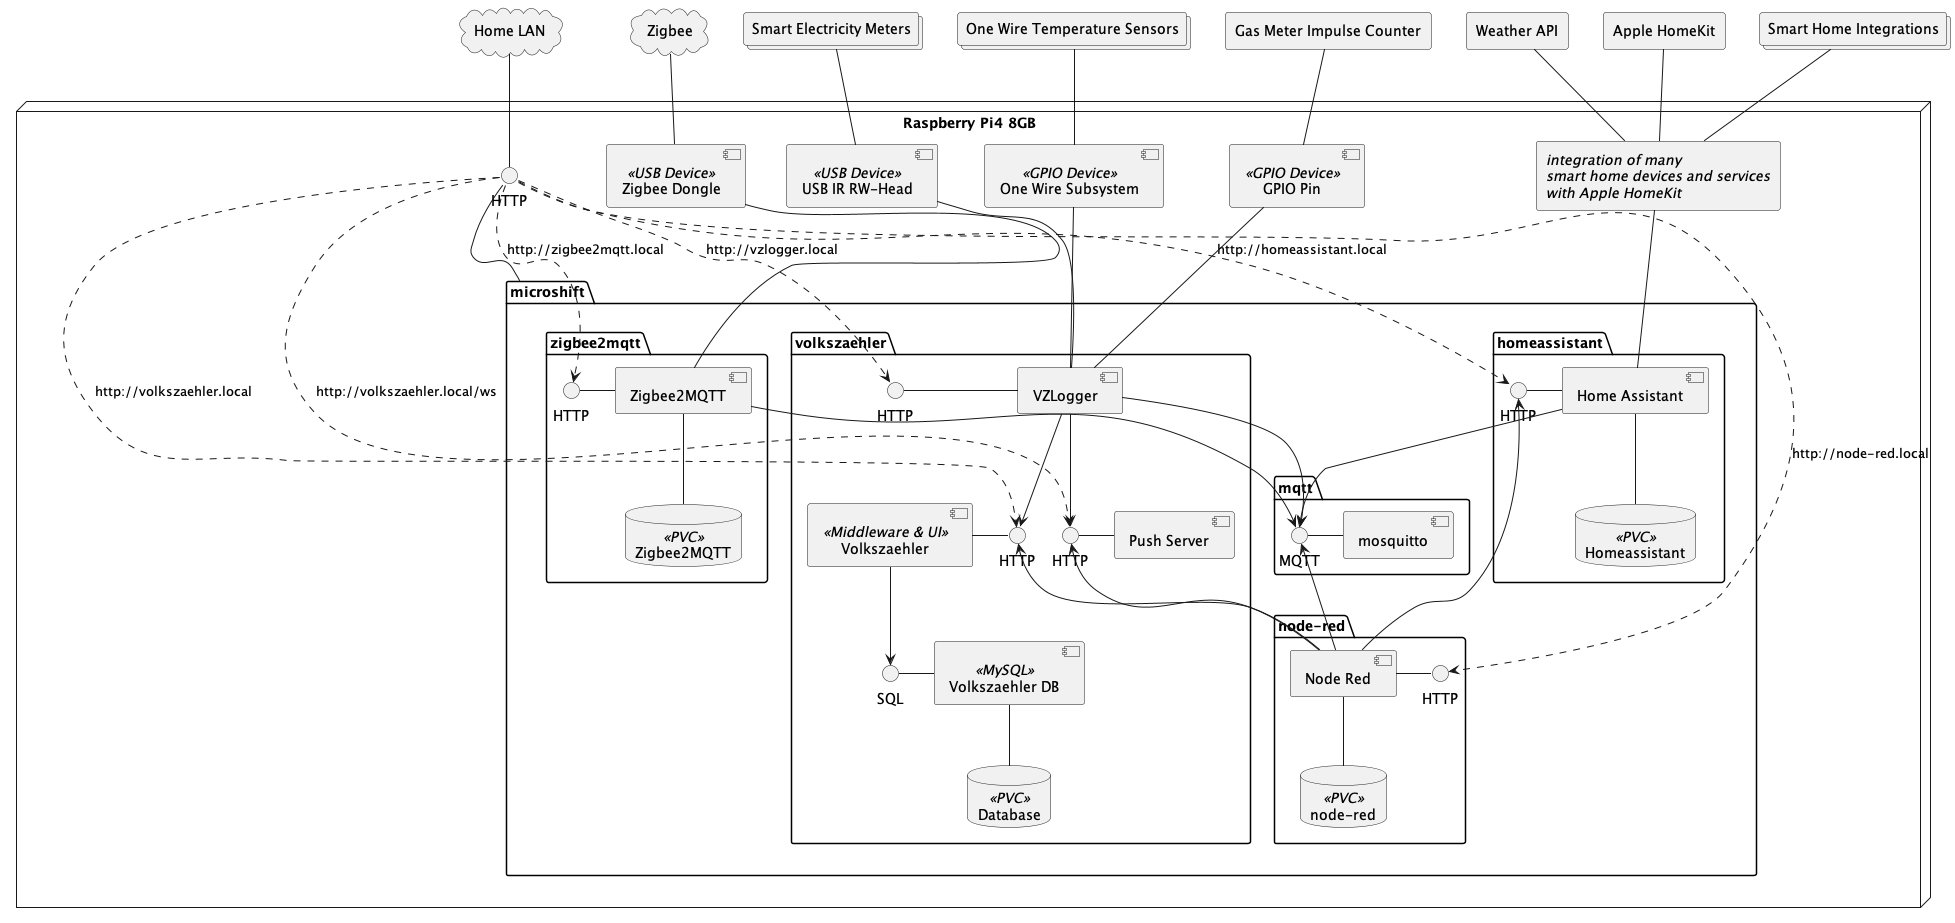 Home LAN
Zigbee
Smart Electricity Meters
One Wire Temperature Sensors
Gas Meter Impulse Counter
Weather API
Apple HomeKit
Smart Home Integrations
Raspberry Pi4 8GB
HTTP
«USB Device»
Zigbee Dongle
«USB Device»
USB IR RW-Head
«GPIO Device»
One Wire Subsystem
«GPIO Device»
GPIO Pin
integration of many
smart home devices and services
with Apple HomeKit
http://zigbee2mqtt.local
http://vzlogger.local
http://homeassistant.local
microshift
zigbee2mqtt
volkszaehler
homeassistant
http://volkszaehler.local
http://volkszaehler.local/ws
HTTP
Zigbee2MQTT
HTTP
VZLogger
HTTP
Home Assistant
http://node-red.local
mqtt
«PVC»
Zigbee2MQTT
«Middleware & UI»
Volkszaehler
HTTP
HTTP
Push Server
MQTT
mosquitto
«PVC»
Homeassistant
node-red
SQL
«MySQL»
Volkszaehler DB
Node Red
HTTP
«PVC»
Database
«PVC»
node-red